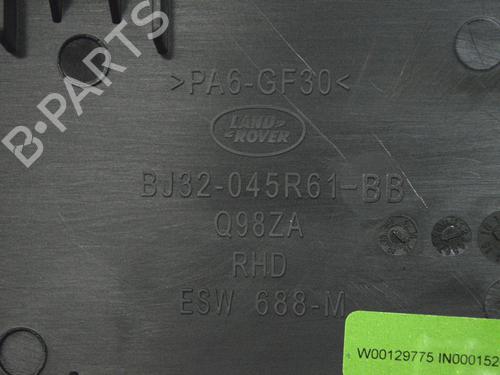 >PA6-GF30<
LAND
ROVER
BJ32-045R61-BB
Q98ZA
RHD
ESW 688-M
W00129775 IN000152
B-PARTS